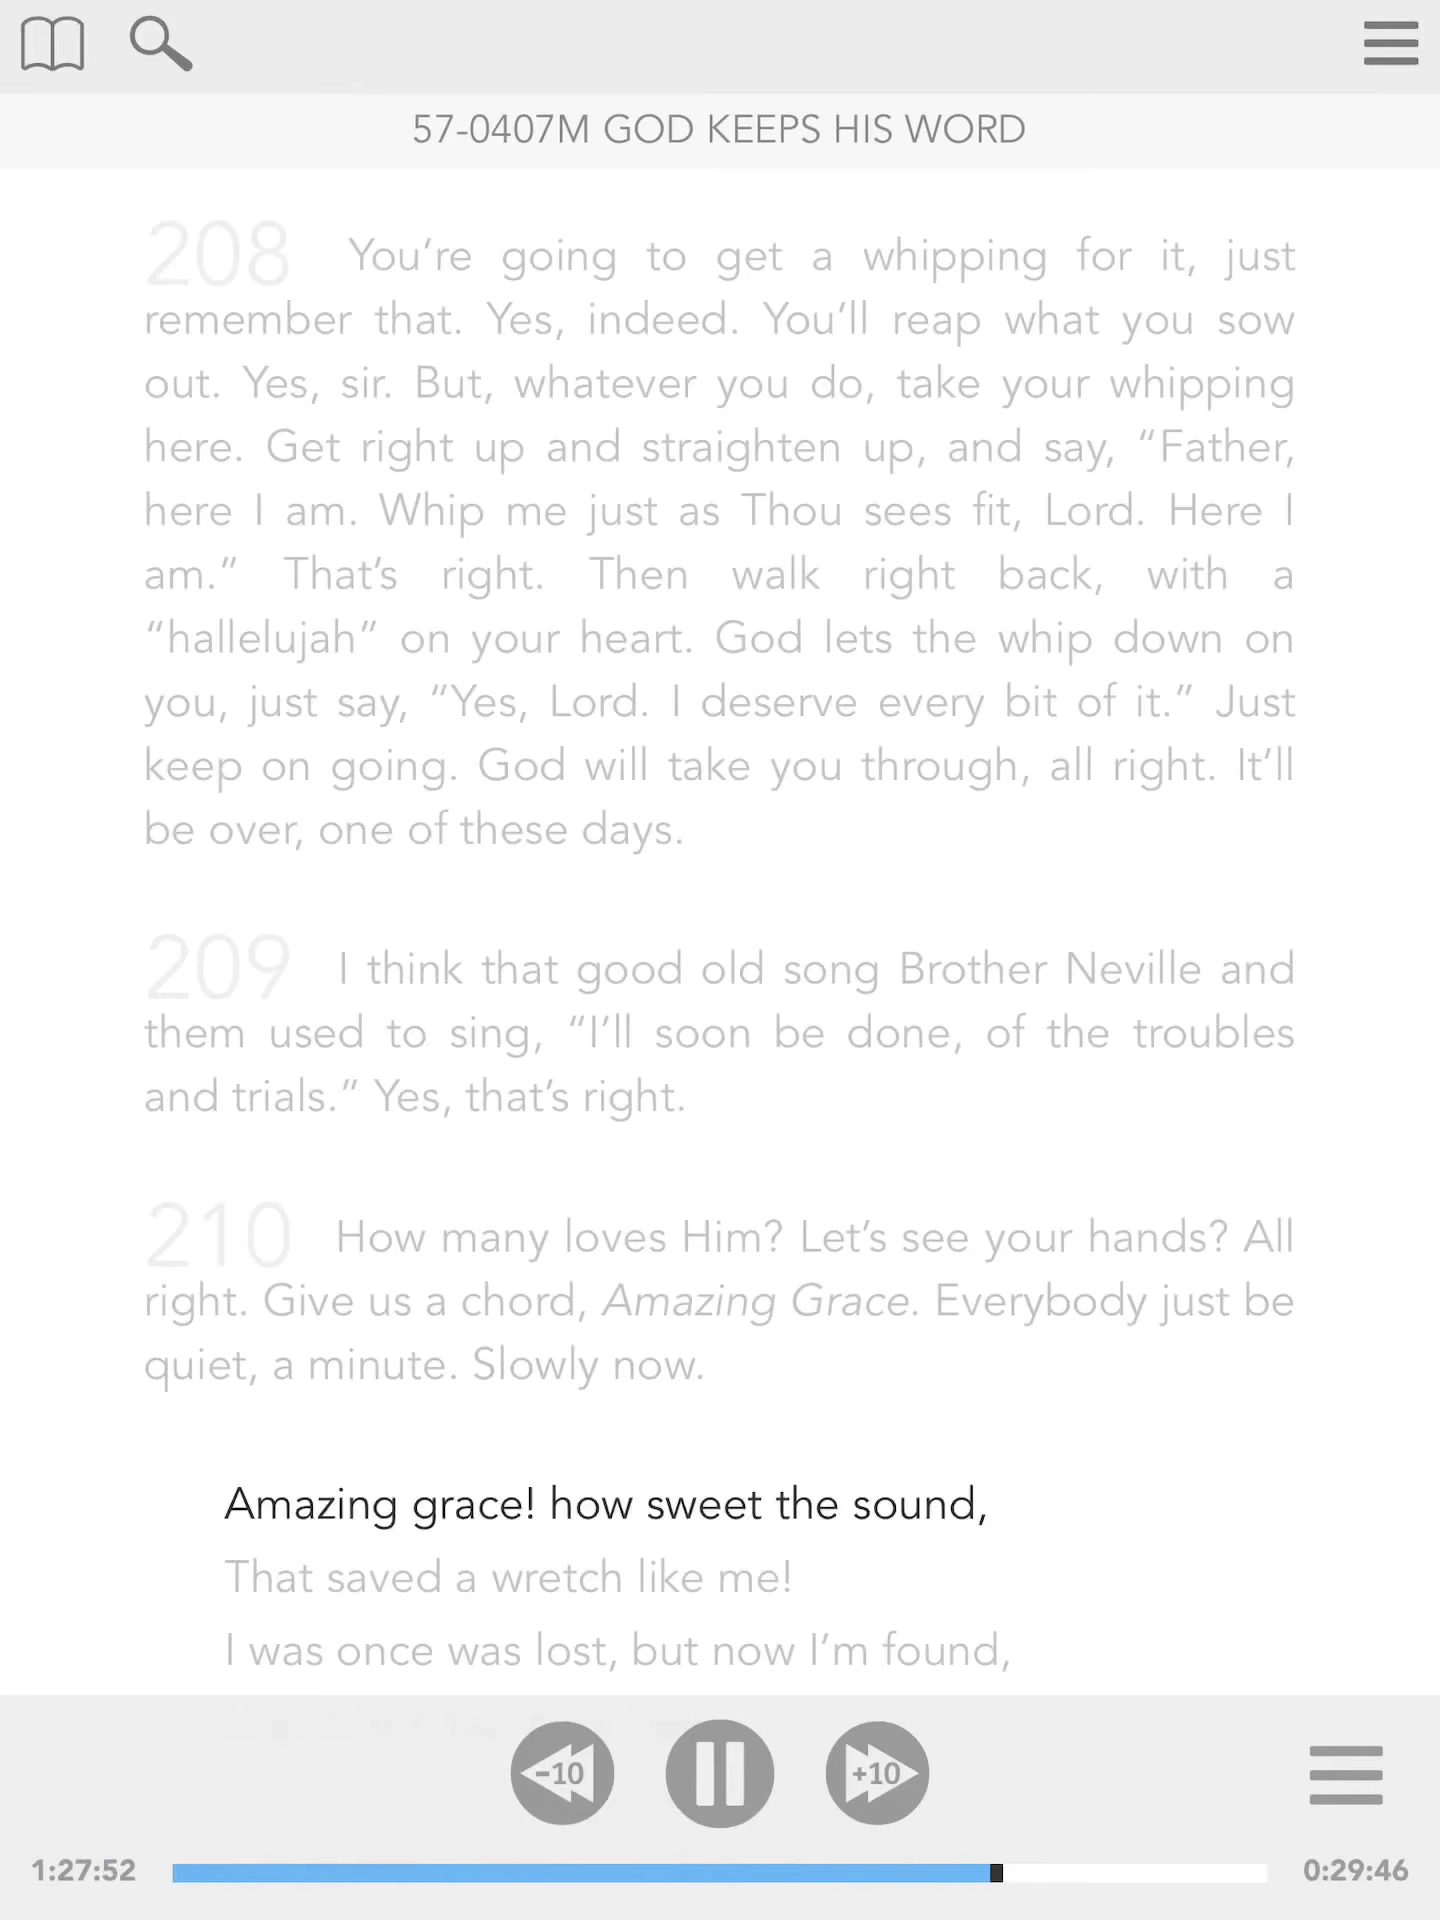 57-0407M GOD KEEPS HIS WORD
208 You’re going to get a whipping for it, just
remember that. Yes, indeed. You’ll reap what you sow
out. Yes, sir. But, whatever you do, take your whipping
here. Get right up and straighten up, and say, “Father,
here I am. Whip me just as Thou sees fit, Lord. Here I
am.” That’s right. Then walk right back, with a
“hallelujah” on your heart. God lets the whip down on
you, just say, “Yes, Lord. I deserve every bit of it.” Just
keep on going. God will take you through, all right. It’ll
be over, one of these days.
209 I think that good old song Brother Neville and
them used to sing, “I’ll soon be done, of the troubles
and trials.” Yes, that’s right.
210 How many loves Him? Let’s see your hands? All
right. Give us a chord, Amazing Grace. Everybody just be
quiet, a minute. Slowly now.
Amazing grace! how sweet the sound,
That saved a wretch like me!
I was once was lost, but now I’m found,
-10 +10
1:27:52 0:29:46